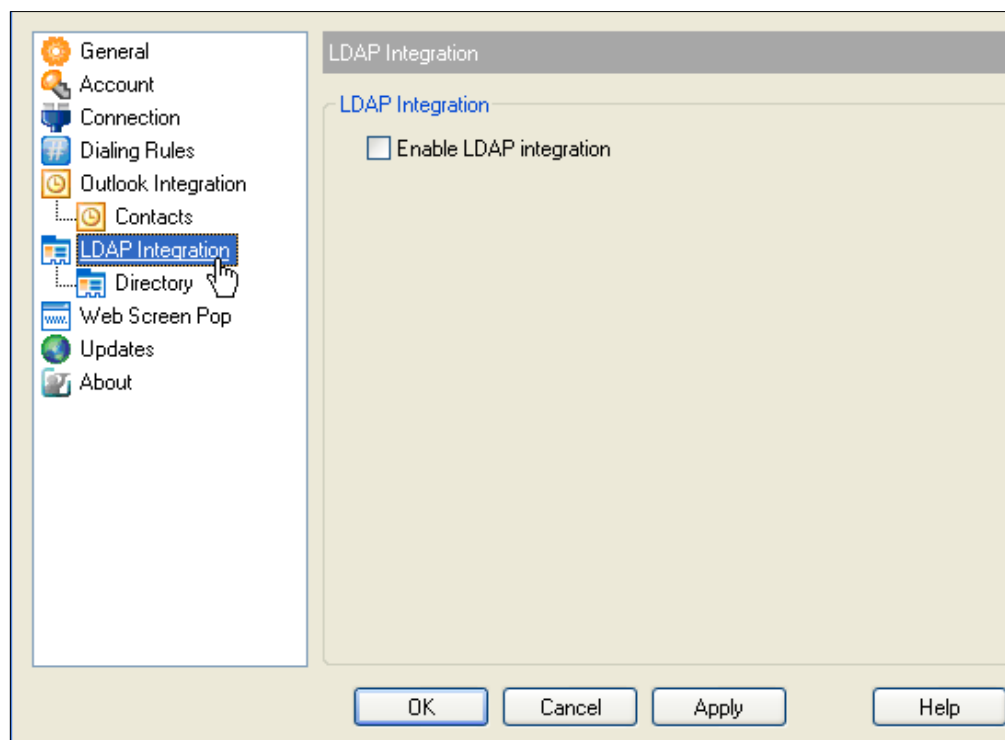 General
Account
Connection
# Dialing Rules
Outlook Integration
Contacts
LDAP Integration
Directory
www. Web Screen Pop
Updates
About
LDAP Integration
LDAP Integration
Enable LDAP integration
OK Cancel Apply Help